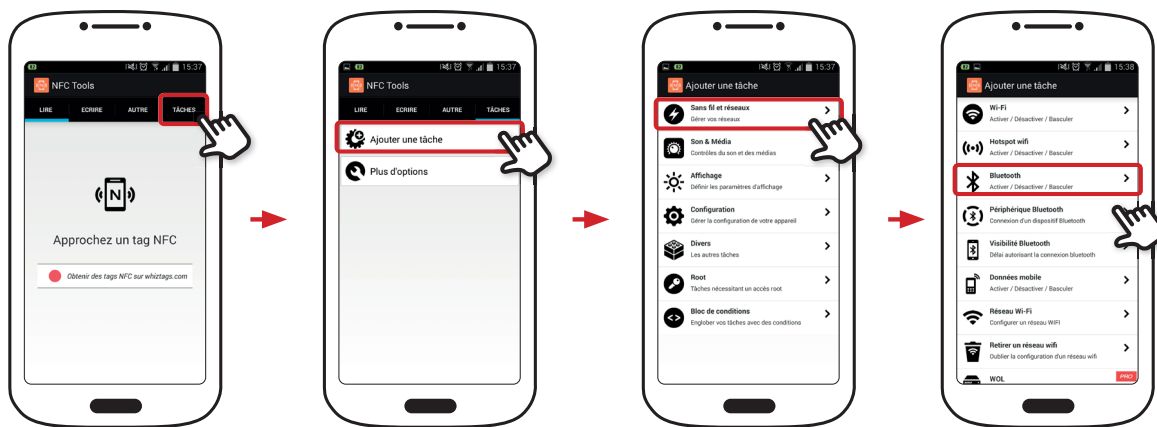 15:37
NFC Tools
LIRE ECRIRE AUTRE TÂCHES
N
Approchez un tag NFC
Obtenir des tags NFC sur whiztags.com
15:37
NFC Tools
LIRE ECRIRE AUTRE TÂCHES
Ajouter une tâche
Plus d'options
15:37
Ajouter une tâche
Sans fil et réseaux
Gérer vos réseaux
Son & Média
Contrôles du son et des médias
Affichage
Définir les paramètres d'affichage
Configuration
Gérer la configuration de votre appareil
Divers
Les autres tâches
Root
Tâches nécessitant un accès root
Bloc de conditions
Englober vos tâches avec des conditions
15:38
Ajouter une tâche
Wi-Fi
Activer / Désactiver / Basculer
Hotspot wifi
Activer / Désactiver / Basculer
Bluetooth
Activer / Désactiver / Basculer
Périphérique Bluetooth
Connexion d'un dispositif Bluetooth
Visibilité Bluetooth
Délai autorisant la connexion bluetooth
Données mobile
Activer / Désactiver / Basculer
Réseau Wi-Fi
Configurer un réseau WIFI
Retirer un réseau wifi
Oublier la configuration d'un réseau wifi
WOL
PRO